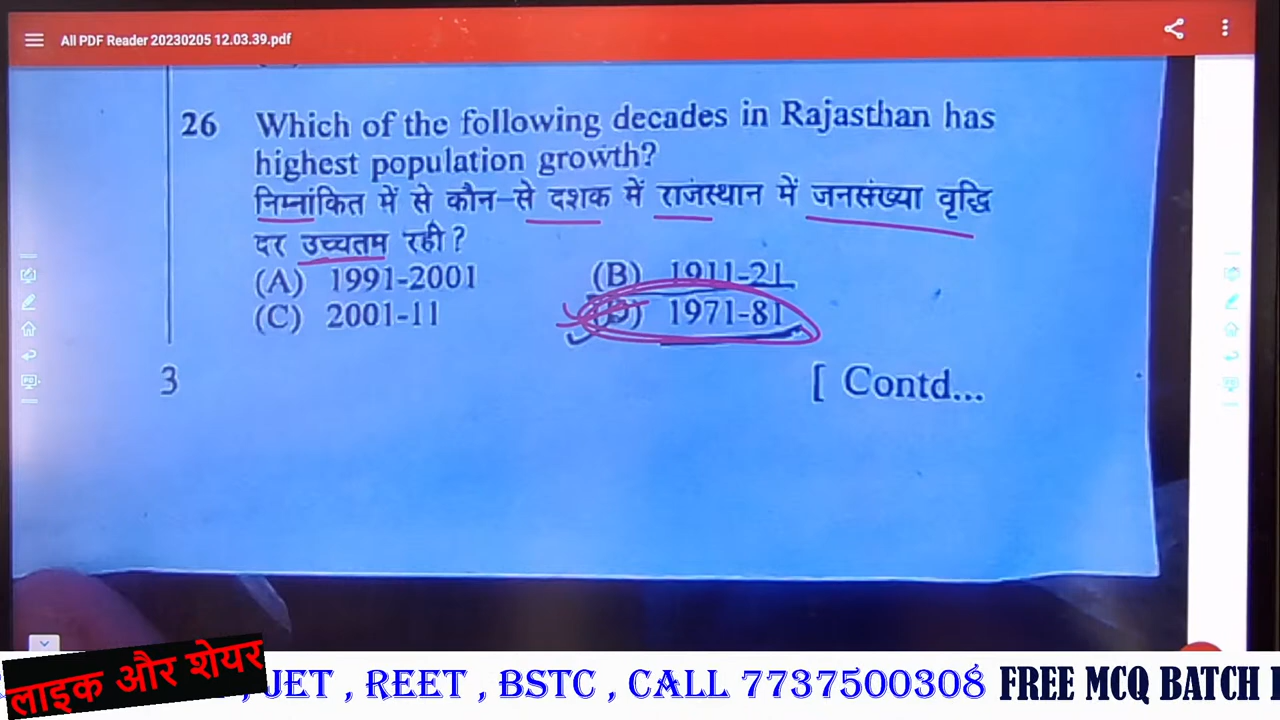 All PDF Reader 20230205 12.03.39.pdf
26 Which of the following decades in Rajasthan has
highest population growth?
निम्नांकित में से कौन-से दशक में राजस्थान में जनसंख्या वृद्धि
दर उच्चतम रही?
(A) 1991-2001 (B) 1911-21
(C) 2001-11 (D) 1971-81
3 [ Contd...
लाइक और शेयर
, JET , REET , BSTC , CALL 7737500308 FREE MCQ BATCH